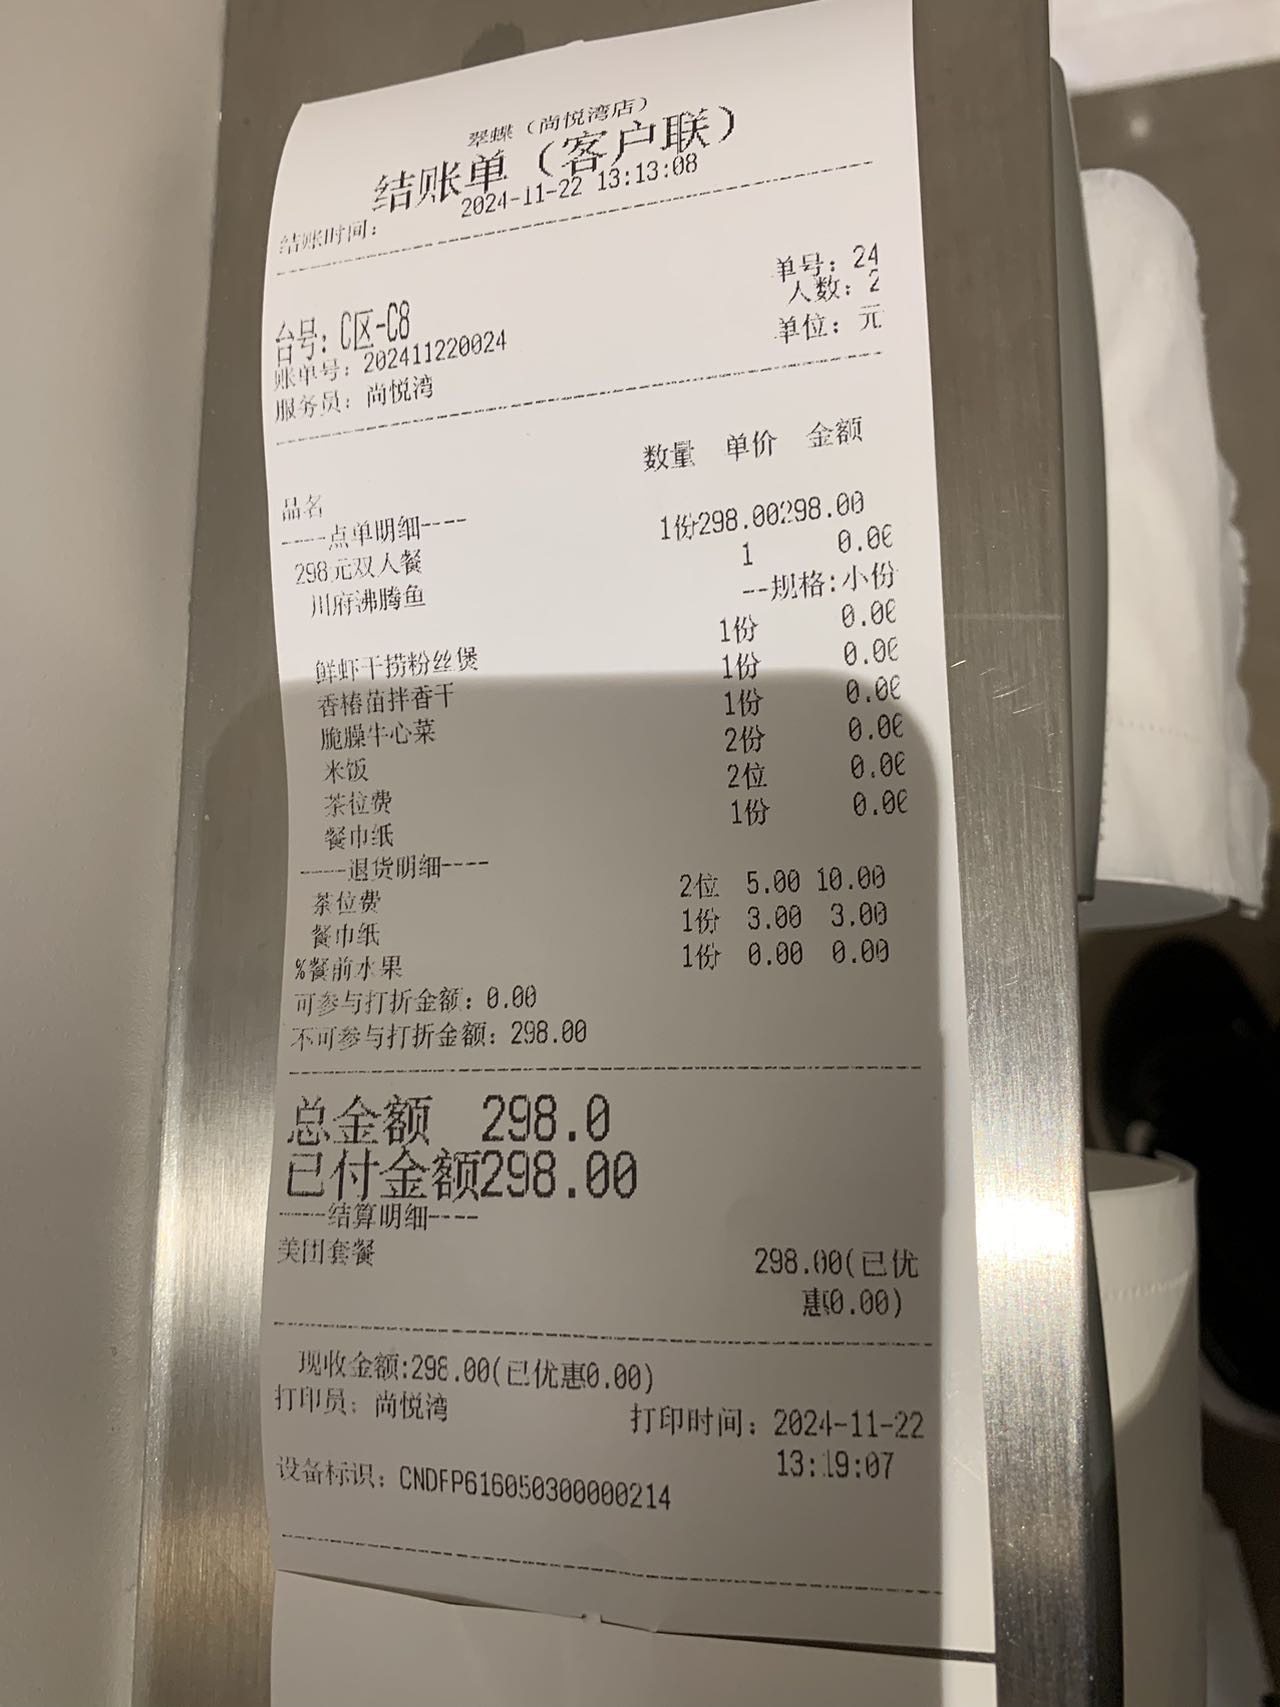 翠蝶（尚悦湾店）
结账单（客户联）
结账时间： 2024-11-22 13:13:08
单号：24
台号：C区-C8 人数：2
账单号：202411220024 单位：元
服务员：尚悦湾
品名 数量 单价 金额
----点单明细----
298元双人餐 1份298.00298.00
川府沸腾鱼 1 0.00
--规格:小份
鲜虾干捞粉丝煲 1份 0.00
香椿苗拌香干 1份 0.00
脆臊牛心菜 1份 0.00
米饭 2份 0.00
茶位费 2位 0.00
餐巾纸 1份 0.00
----退货明细----
茶位费 2位 5.00 10.00
餐巾纸 1份 3.00 3.00
%餐前水果 1份 0.00 0.00
可参与打折金额：0.00
不可参与打折金额：298.00
总金额 298.0
已付金额298.00
----结算明细----
美团套餐 298.00(已优
惠0.00)
现收金额:298.00(已优惠0.00)
打印员：尚悦湾
打印时间：2024-11-22
13:19:07
设备标识：CNDFP616050300000214